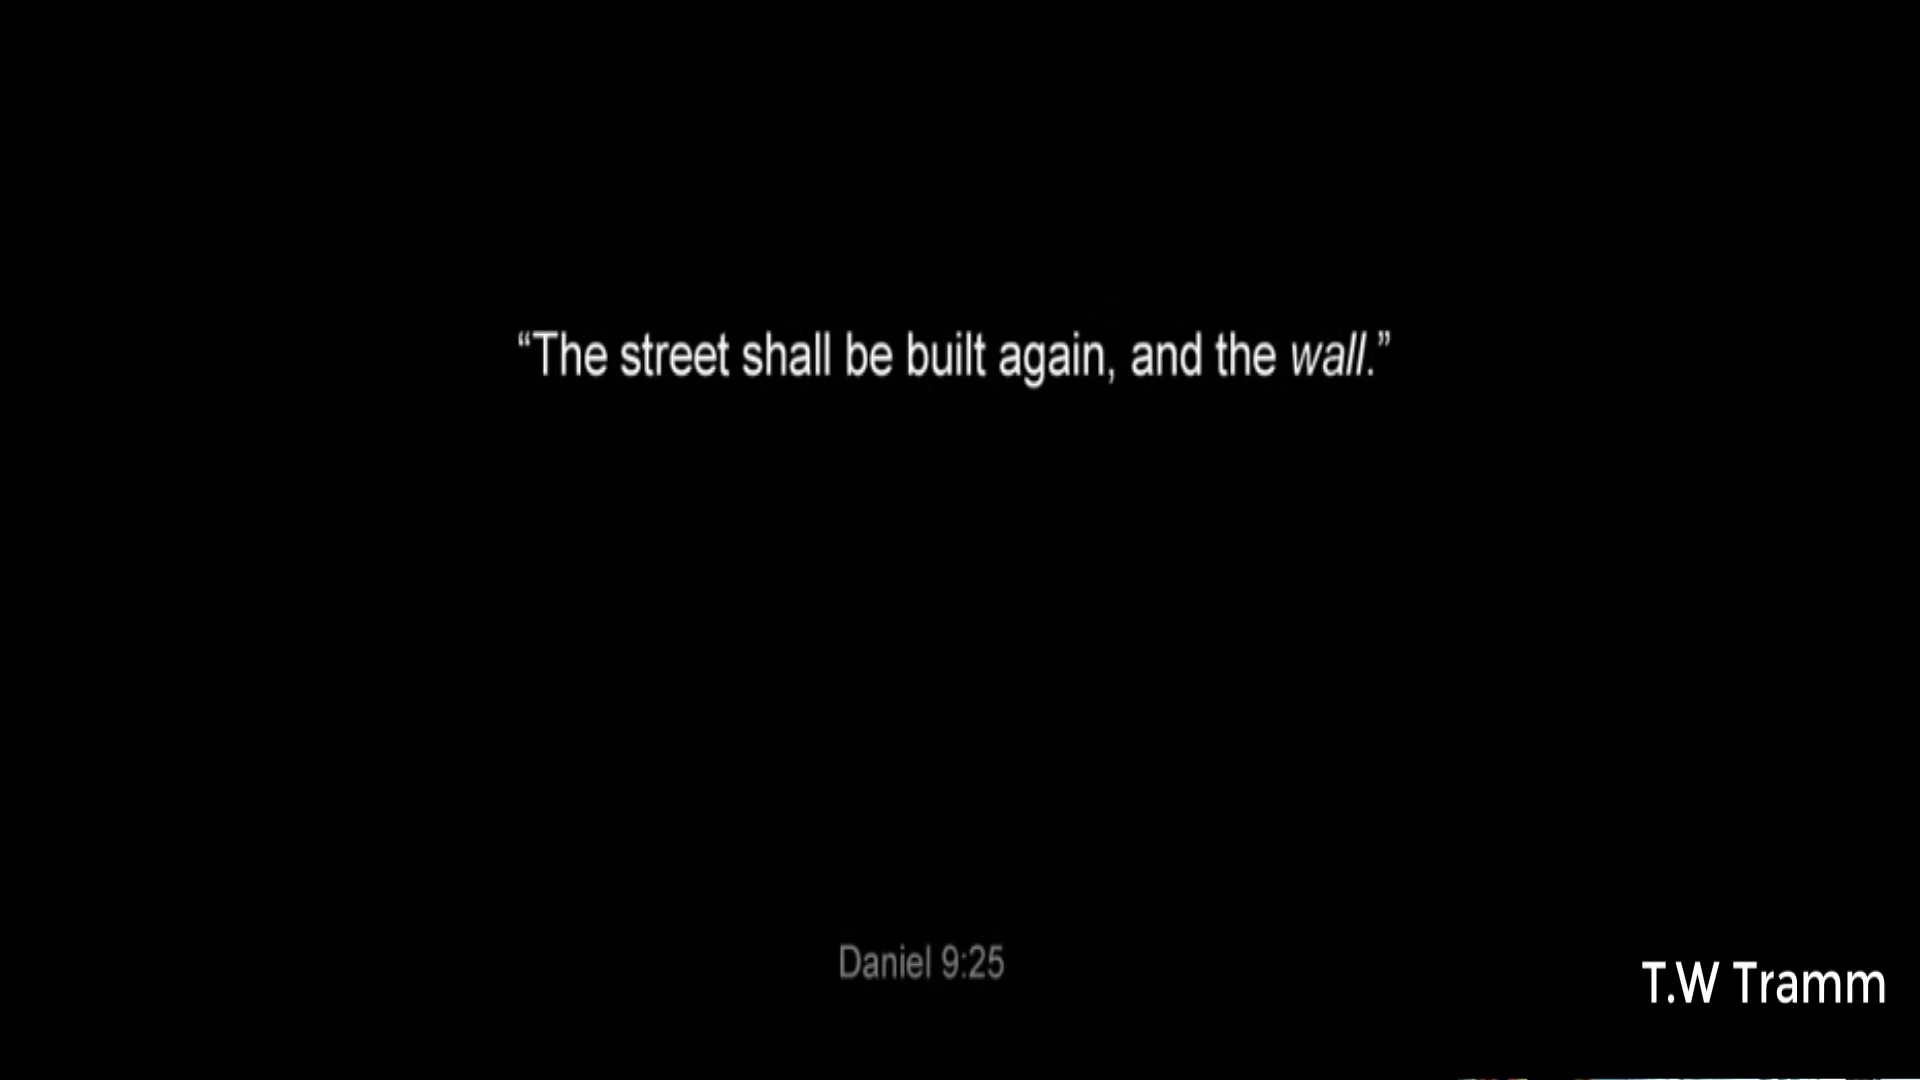 “The street shall be built again, and the wall.”
Daniel 9:25
T.W Tramm